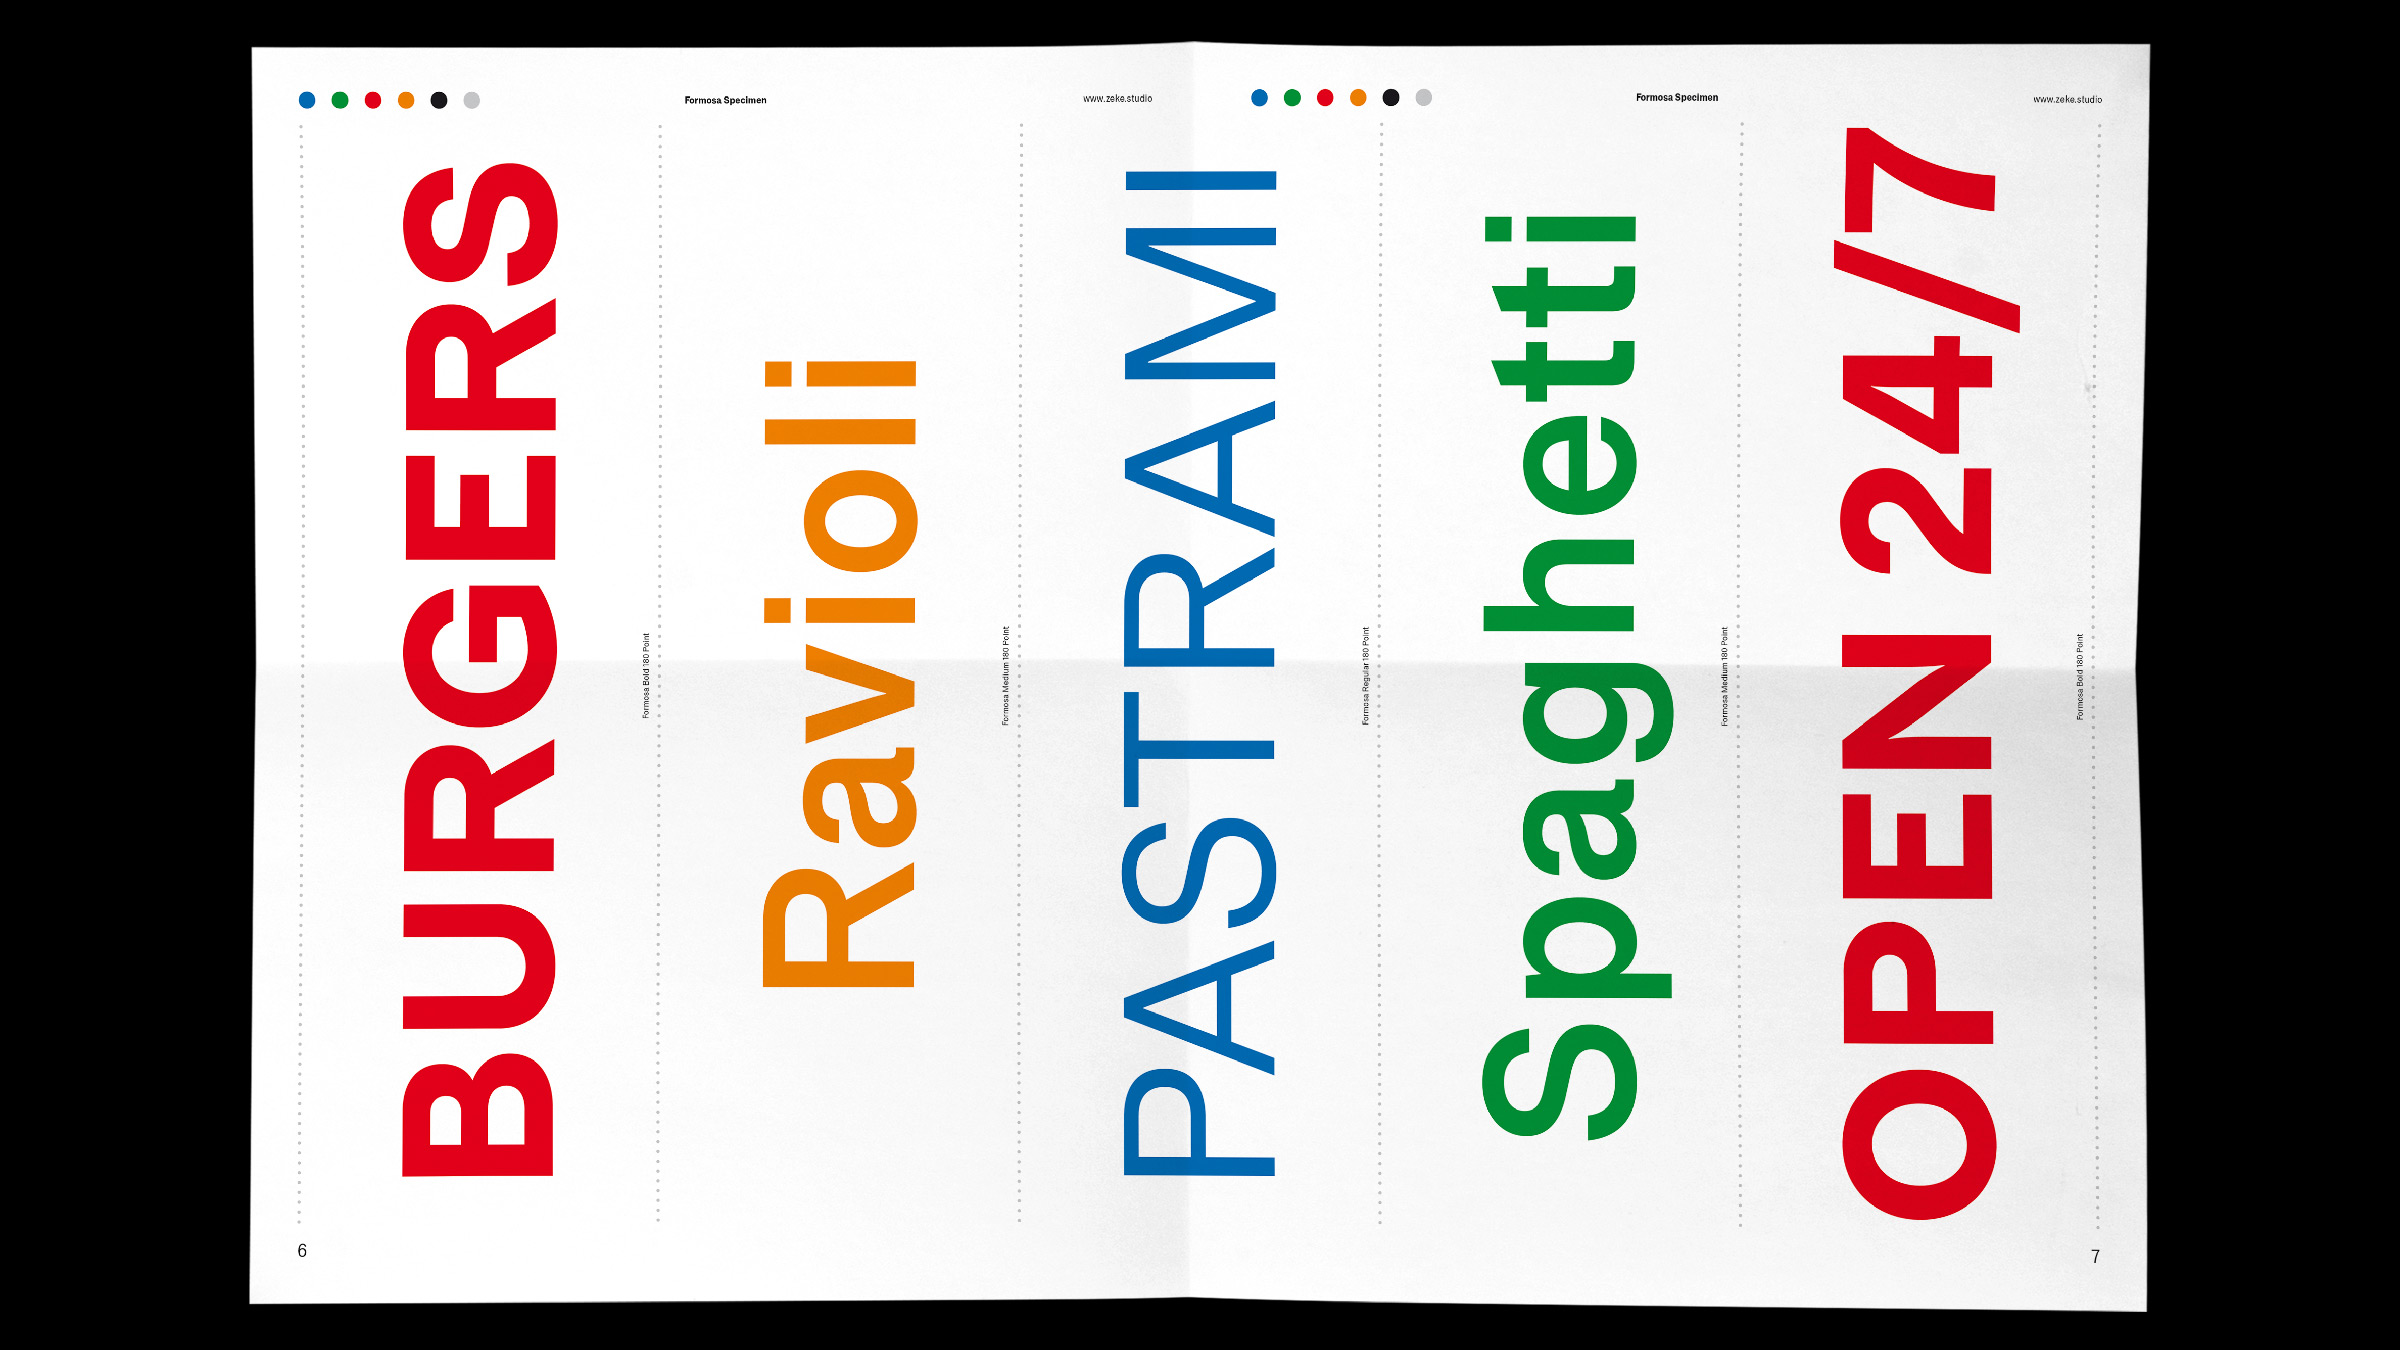 Formosa Specimen
www.zeke.studio
Formosa Specimen
www.zeke.studio
BURGERS
Formosa Bold 180 Point
Ravioli
Formosa Medium 180 Point
PASTRAMI
Formosa Regular 180 Point
Spaghetti
Formosa Medium 180 Point
OPEN 24/7
Formosa Bold 180 Point
6
7